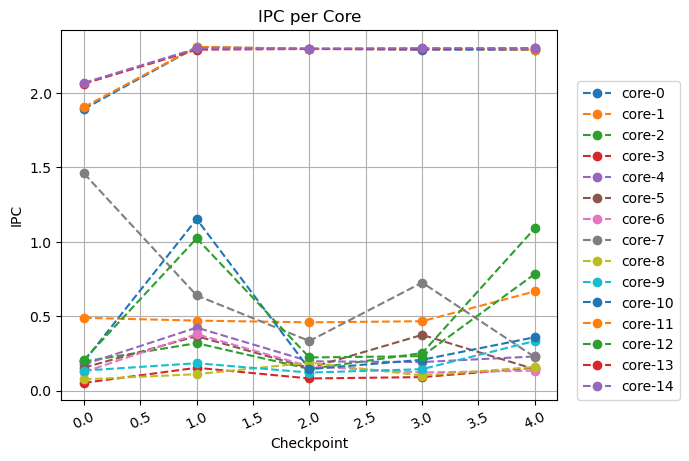 IPC per Core
IPC
2.0
1.5
1.0
0.5
0.0
0.0
0.5
1.0
1.5
2.0
2.5
3.0
3.5
4.0
Checkpoint
core-0
core-1
core-2
core-3
core-4
core-5
core-6
core-7
core-8
core-9
core-10
core-11
core-12
core-13
core-14